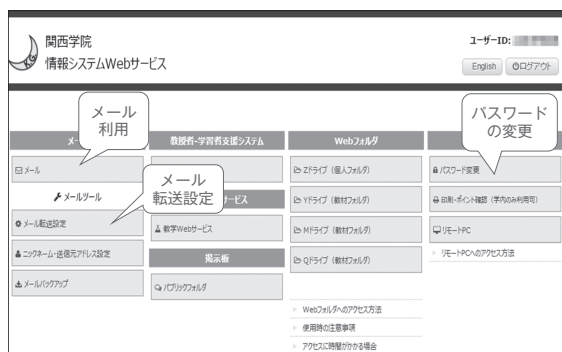 関西学院
情報システムWebサービス
KG
ユーザーID:
English
ログアウト
メール
利用
パスワード
の変更
メール
転送設定
教授者-学習者支援システム
Webフォルダ
メール
メールツール
メール転送設定
ニックネーム・送信元アドレス設定
メールバックアップ
サービス
教学Webサービス
掲示板
パブリックフォルダ
Zドライブ（個人フォルダ）
Yドライブ（教材フォルダ）
Mドライブ（教材フォルダ）
Qドライブ（教材フォルダ）
Webフォルダへのアクセス方法
使用時の注意事項
アクセスに時間がかかる場合
パスワード変更
印刷・ポイント確認（学内のみ利用可）
リモートPC
リモートPCへのアクセス方法